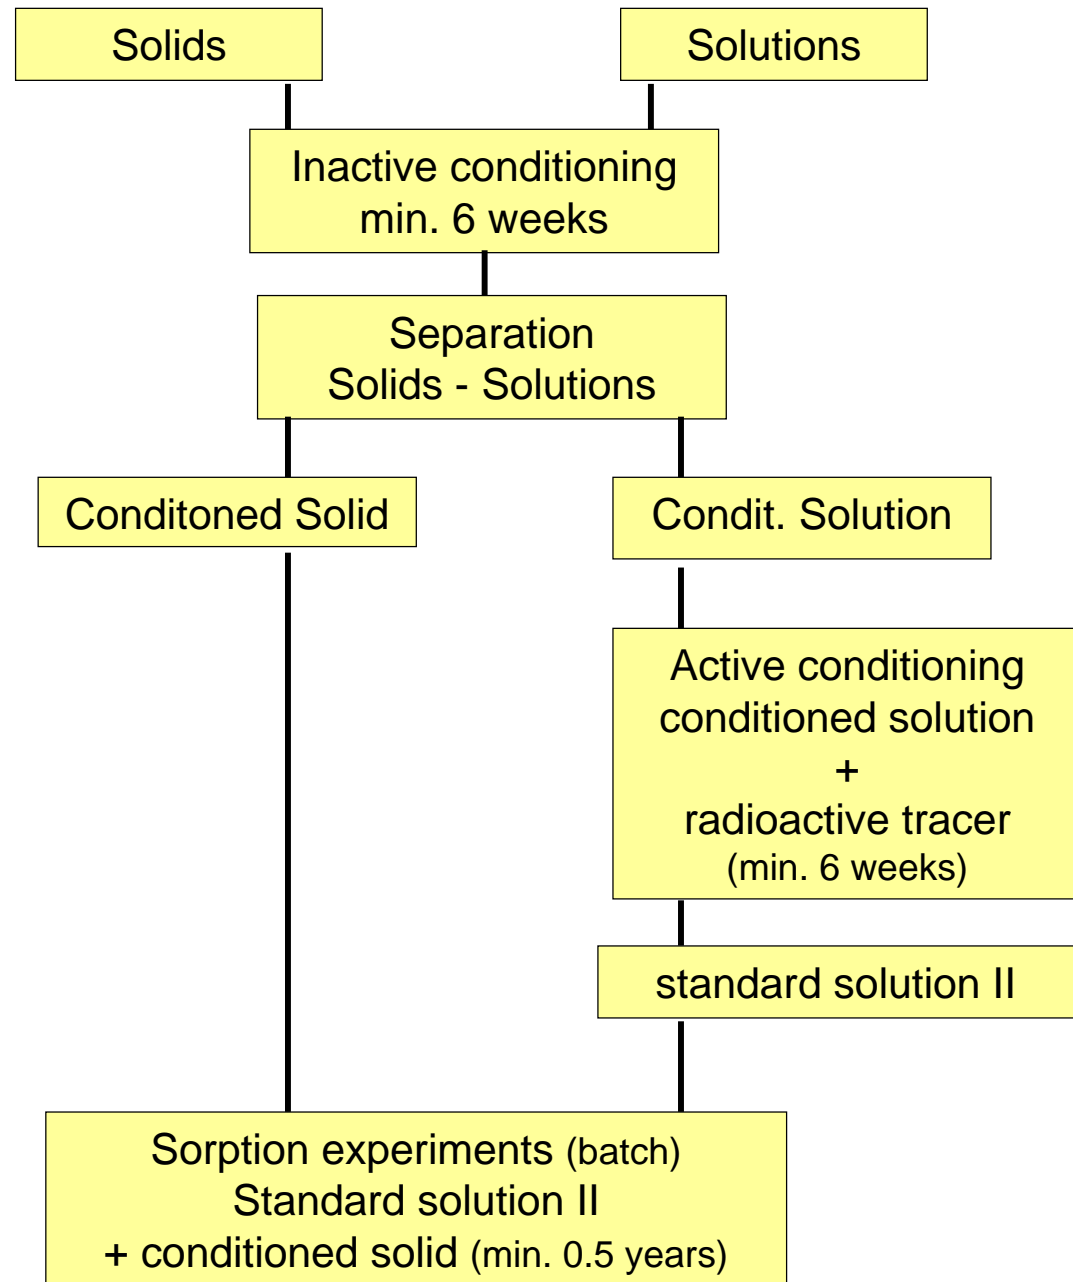 Solids
Solutions
Inactive conditioning
min. 6 weeks
Separation
Solids - Solutions
Conditoned Solid
Condit. Solution
Active conditioning
conditioned solution
+
radioactive tracer
(min. 6 weeks)
standard solution II
Sorption experiments (batch)
Standard solution II
+ conditioned solid (min. 0.5 years)